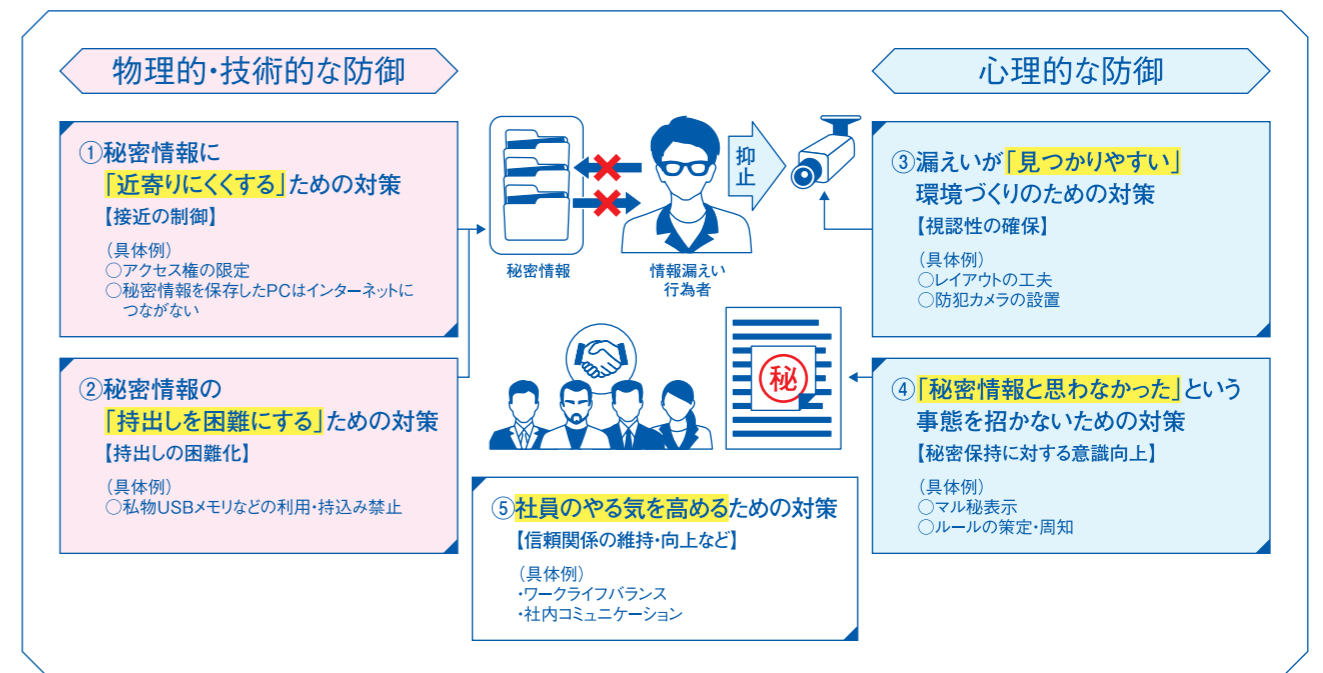 物理的・技術的な防御
①秘密情報に
「近寄りにくくする」ための対策
【接近の制御】
（具体例）
○アクセス権の限定
○秘密情報を保存したPCはインターネットに
つながない
②秘密情報の
「持出しを困難にする」ための対策
【持出しの困難化】
（具体例）
○私物USBメモリなどの利用・持込み禁止
秘密情報
情報漏えい
行為者
抑止
秘
⑤社員のやる気を高めるための対策
【信頼関係の維持・向上など】
（具体例）
・ワークライフバランス
・社内コミュニケーション
心理的な防御
③漏えいが「見つかりやすい」
環境づくりのための対策
【視認性の確保】
（具体例）
○レイアウトの工夫
○防犯カメラの設置
④「秘密情報と思わなかった」という
事態を招かないための対策
【秘密保持に対する意識向上】
（具体例）
○マル秘表示
○ルールの策定・周知